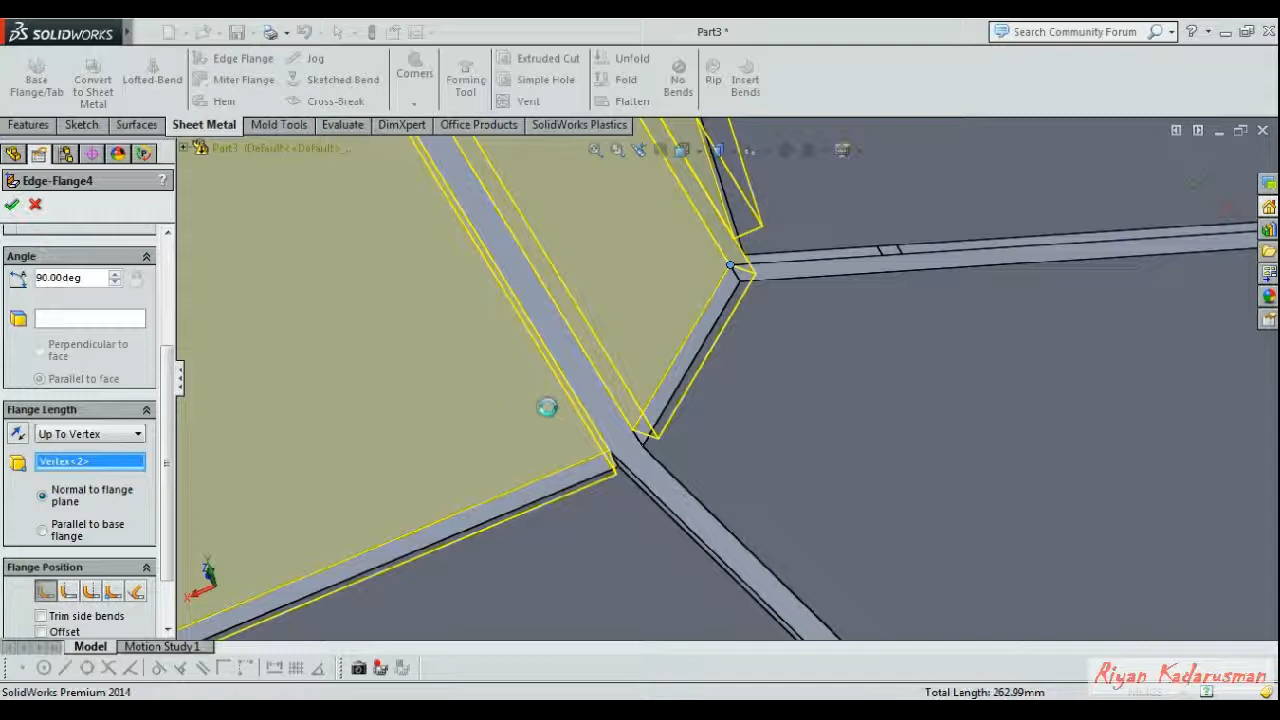 SOLIDWORKS
Part3 *
Search Community Forum
Base Flange/Tab
Convert to Sheet Metal
Lofted-Bend
Edge Flange
Miter Flange
Hem
Jog
Sketched Bend
Cross-Break
Corners
Forming Tool
Extruded Cut
Simple Hole
Vent
Unfold
Fold
Flatten
No Bends
Rip
Insert Bends
Features
Sketch
Surfaces
Sheet Metal
Mold Tools
Evaluate
DimXpert
Office Products
SolidWorks Plastics
Part3 (Default<<Default>_...
Edge-Flange4
?
Angle
90.00deg
Perpendicular to face
Parallel to face
Flange Length
Up To Vertex
Vertex<2>
Normal to flange plane
Parallel to base flange
Flange Position
Trim side bends
Offset
Y
Z
X
Model
Motion Study1
SolidWorks Premium 2014
Total Length: 262.99mm
Riyan Kadarusman